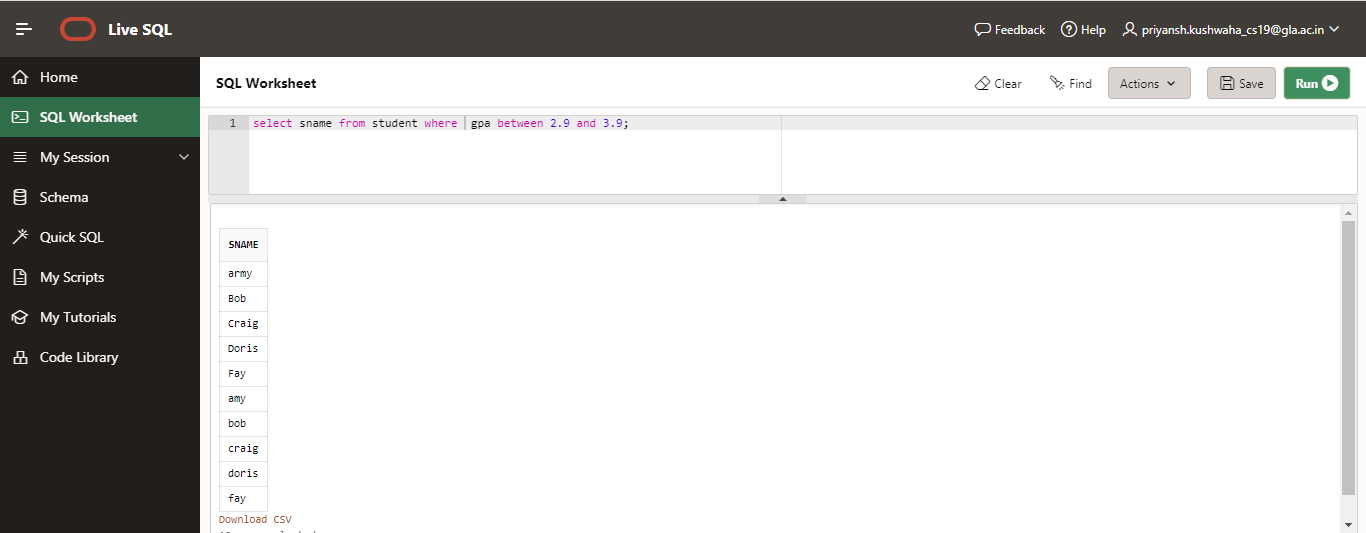 Live SQL
Feedback
Help
priyansh.kushwaha_cs19@gla.ac.in
Home
SQL Worksheet
My Session
Schema
Quick SQL
My Scripts
My Tutorials
Code Library
SQL Worksheet
Clear
Find
Actions
Save
Run
1 select sname from student where gpa between 2.9 and 3.9;
SNAME
army
Bob
Craig
Doris
Fay
amy
bob
craig
doris
fay
Download CSV